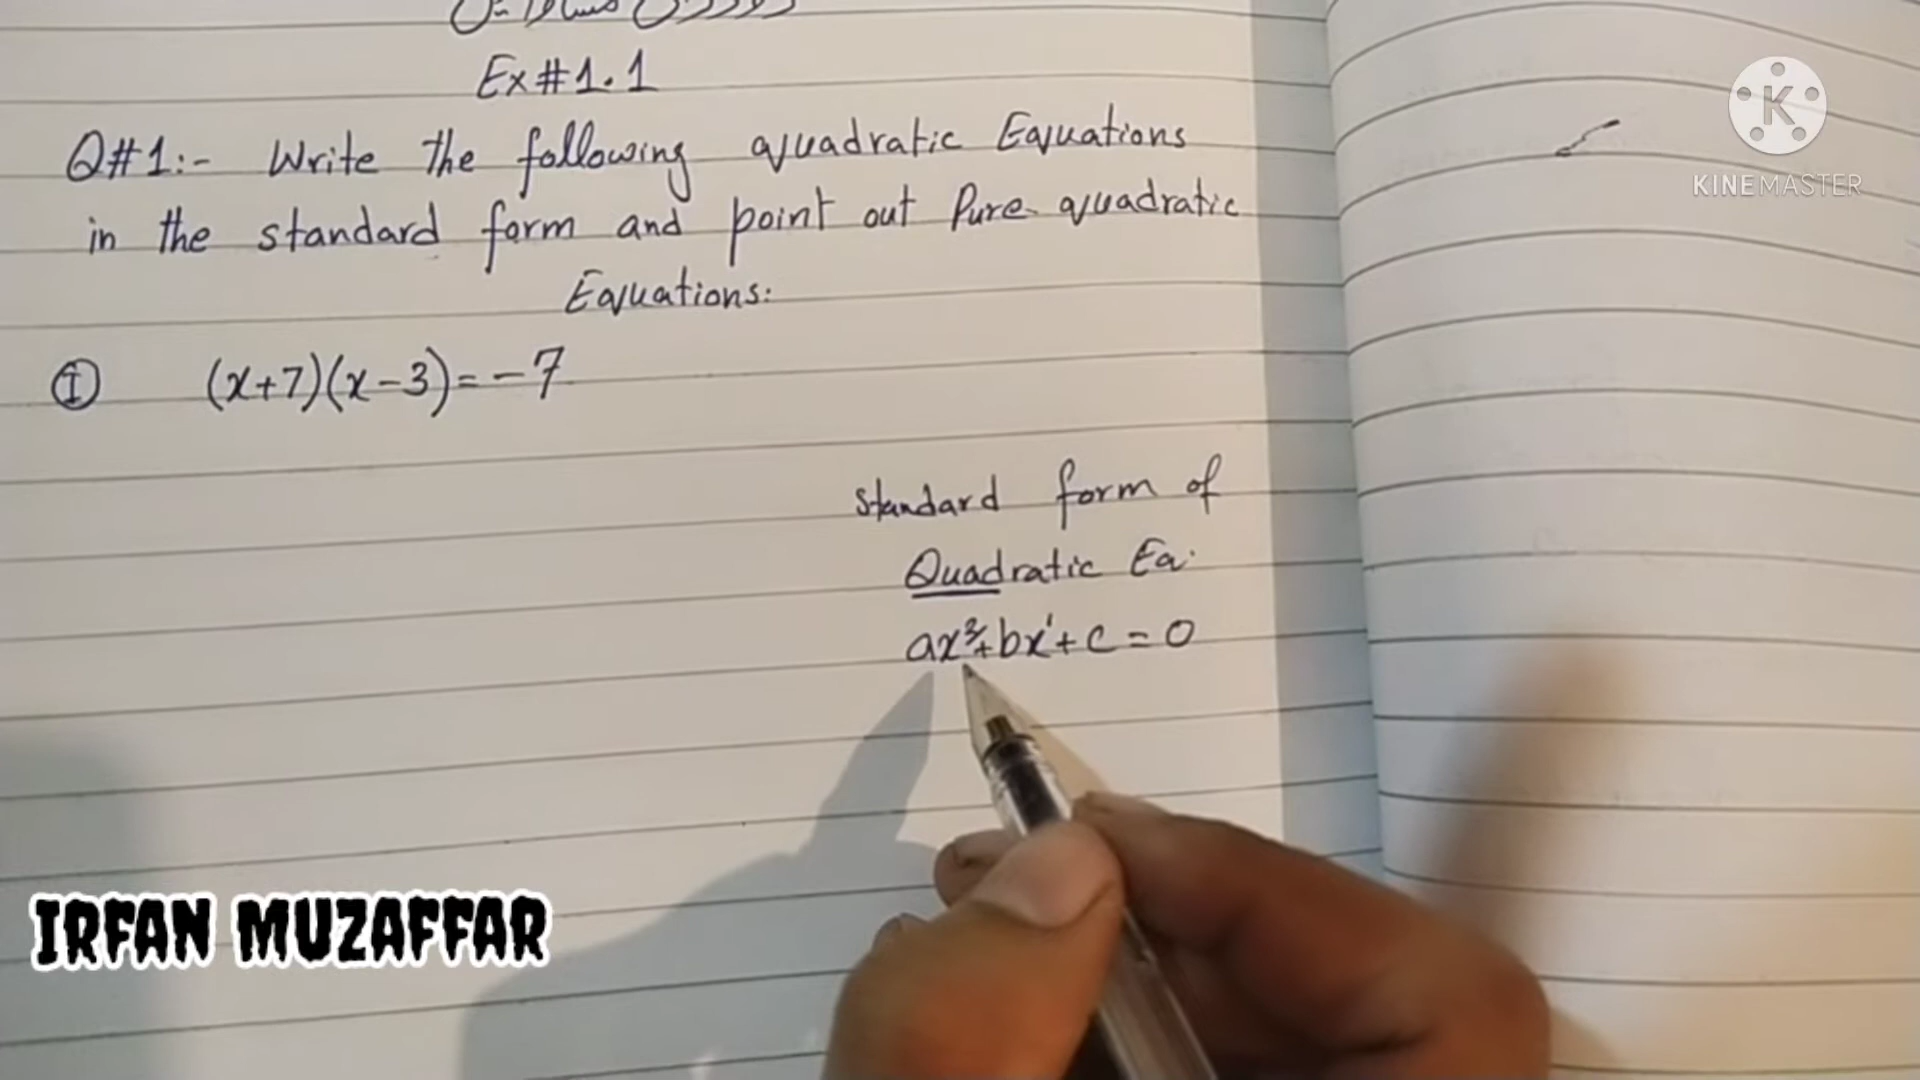 Ex#1.1
Q#1:- Write the following quadratic Equations
in the standard form and point out Pure quadratic
Equations:
I (x+7)(x-3)=-7
Standard form of
Quadratic Eq.
ax²+bx¹+c=0
K
KINEMASTER
IRFAN MUZAFFAR